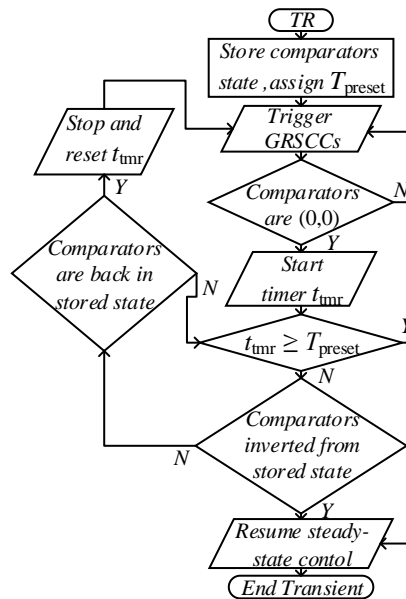 TR
Store comparators
state ,assign T_preset
Trigger
GRSCCs
Stop and
reset t_tmr
Comparators
are (0,0)
N
Y
Y
Start
timer t_tmr
Comparators
are back in
stored state
N
t_tmr ≥ T_preset
Y
N
Comparators
inverted from
stored state
N
Y
Resume steady-
state contol
End Transient